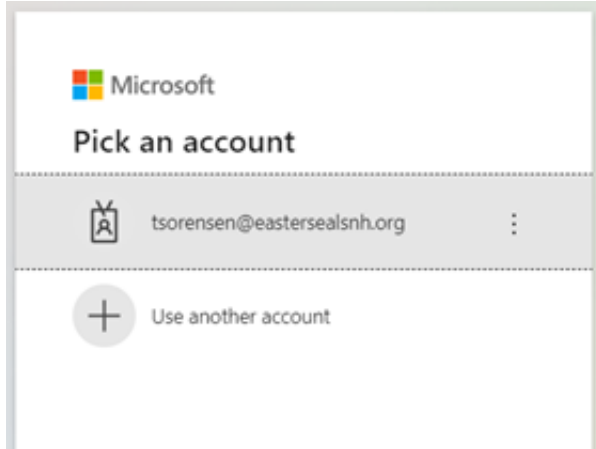 Microsoft
Pick an account
tsorensen@eastersealsnh.org
Use another account